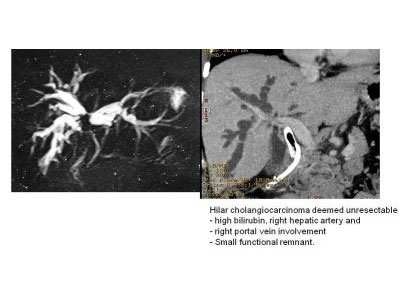 Hilar cholangiocarcinoma deemed unresectable
- high bilirubin, right hepatic artery and
- right portal vein involvement
- Small functional remnant.